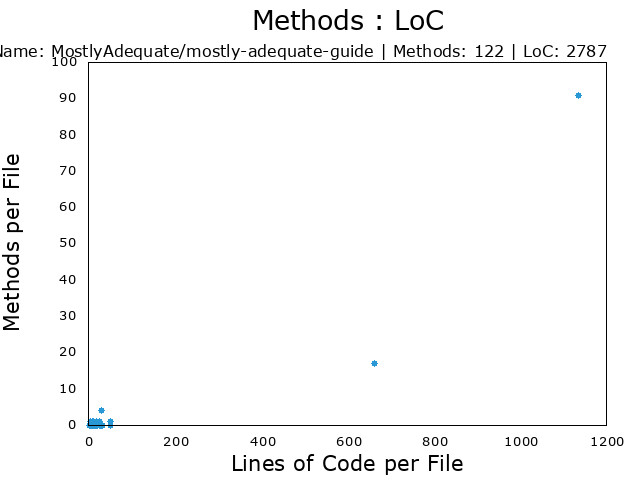 Methods : LoC
Name: MostlyAdequate/mostly-adequate-guide | Methods: 122 | LoC: 2787
100
90
80
70
60
50
40
30
20
10
0
Methods per File
0 200 400 600 800 1000 1200
Lines of Code per File